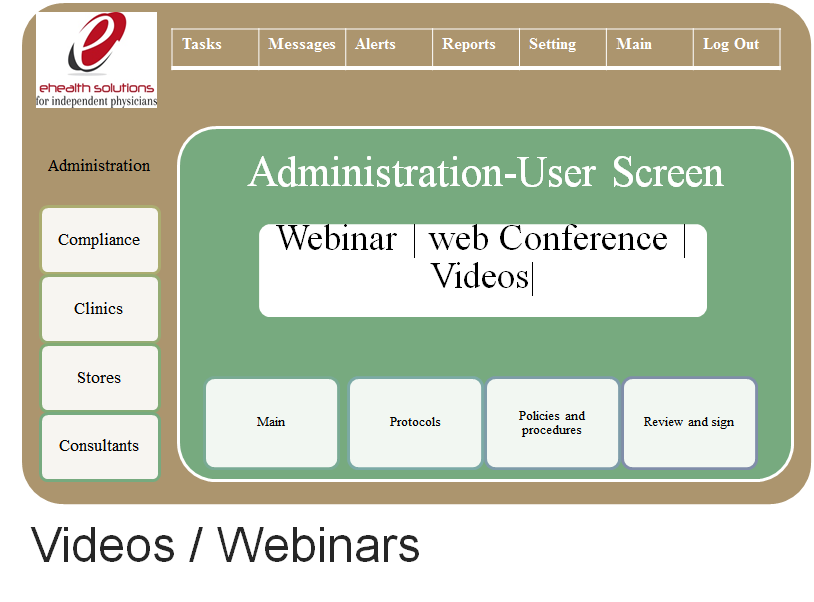 ehealth solutions
for independent physicians
Tasks
Messages
Alerts
Reports
Setting
Main
Log Out
Administration
Compliance
Clinics
Stores
Consultants
Administration-User Screen
Webinar | web Conference |
Videos|
Main
Protocols
Policies and
procedures
Review and sign
Videos / Webinars